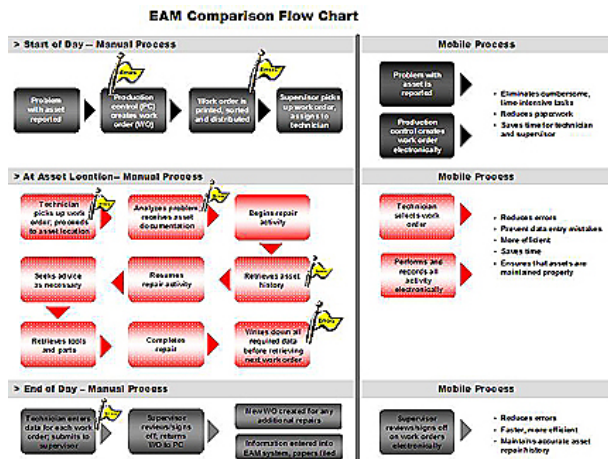 EAM Comparison Flow Chart
> Start of Day – Manual Process
Mobile Process
Errors
Errors
Problem with
asset
reported
Production
control (PC)
creates work
order (WO)
Work order is
printed, sorted
and distributed
Supervisor picks
up work order,
assigns to
technician
Problem with
asset is
reported
Production
control creates
work order
electronically
• Eliminates cumbersome,
time intensive tasks
• Reduces paperwork
• Saves time for technician
and supervisor
> At Asset Location – Manual Process
Mobile Process
Technician
picks up work
order; proceeds
to asset location
Errors
Analyzes problem,
receives asset
documentation
Errors
Begins repair
activity
Seeks advice
as necessary
Resumes
repair activity
Retrieves asset
history
Errors
Retrieves tools
and parts
Completes
repair
Writes down all
required data
before retrieving
next work order
Errors
Technician
selects work
order
Performs and
records all
activity
electronically
• Reduces errors
• Prevent data entry mistakes
• More efficient
• Saves time
• Ensures that assets are
maintained properly
> End of Day – Manual Process
Mobile Process
Technician enters
data for each work
order; submits to
supervisor
Errors
Supervisor
reviews/signs
off; returns
WO to PC
New WO created for any
additional repairs
Information entered into
EAM system, papers filed
Supervisor
reviews/signs off
on work orders
electronically
• Reduces errors
• Faster, more efficient
• Maintains accurate asset
repair history